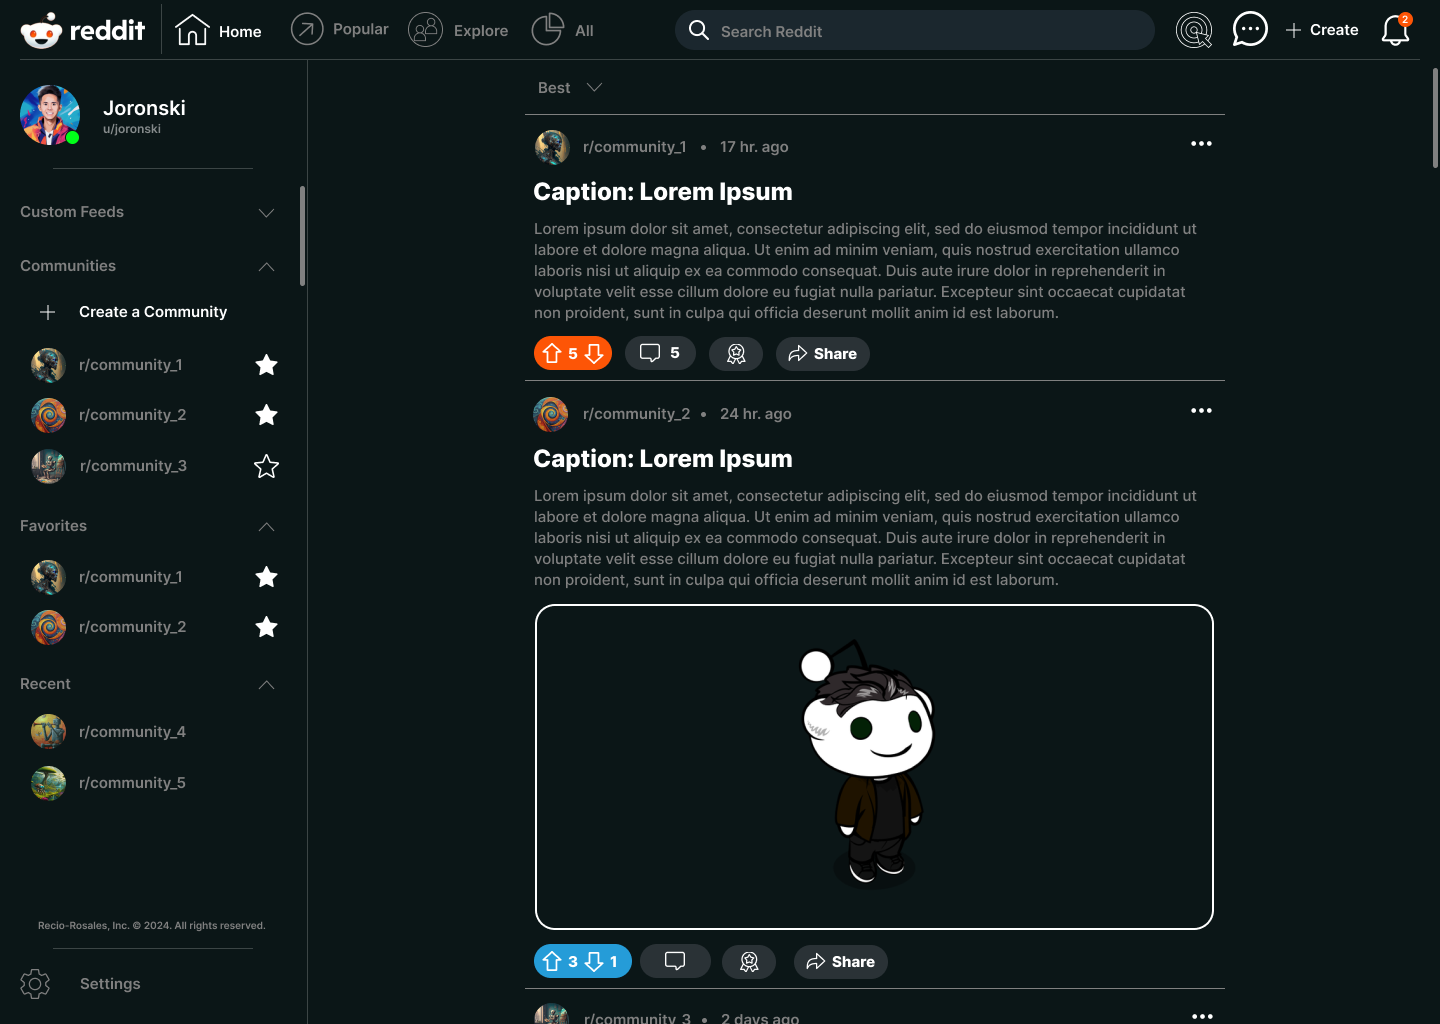 reddit
Home
Popular
Explore
All
Search Reddit
Create
2
Joronski
u/joronski
Custom Feeds
Communities
Create a Community
r/community_1
r/community_2
r/community_3
Favorites
r/community_1
r/community_2
Recent
r/community_4
r/community_5
Recio-Rosales, Inc. © 2024. All rights reserved.
Settings
Best
r/community_1 • 17 hr. ago
Caption: Lorem Ipsum
Lorem ipsum dolor sit amet, consectetur adipiscing elit, sed do eiusmod tempor incididunt ut
labore et dolore magna aliqua. Ut enim ad minim veniam, quis nostrud exercitation ullamco
laboris nisi ut aliquip ex ea commodo consequat. Duis aute irure dolor in reprehenderit in
voluptate velit esse cillum dolore eu fugiat nulla pariatur. Excepteur sint occaecat cupidatat
non proident, sunt in culpa qui officia deserunt mollit anim id est laborum.
5
5
Share
r/community_2 • 24 hr. ago
Caption: Lorem Ipsum
Lorem ipsum dolor sit amet, consectetur adipiscing elit, sed do eiusmod tempor incididunt ut
labore et dolore magna aliqua. Ut enim ad minim veniam, quis nostrud exercitation ullamco
laboris nisi ut aliquip ex ea commodo consequat. Duis aute irure dolor in reprehenderit in
voluptate velit esse cillum dolore eu fugiat nulla pariatur. Excepteur sint occaecat cupidatat
non proident, sunt in culpa qui officia deserunt mollit anim id est laborum.
3 1
Share
r/community_3 • 2 days ago